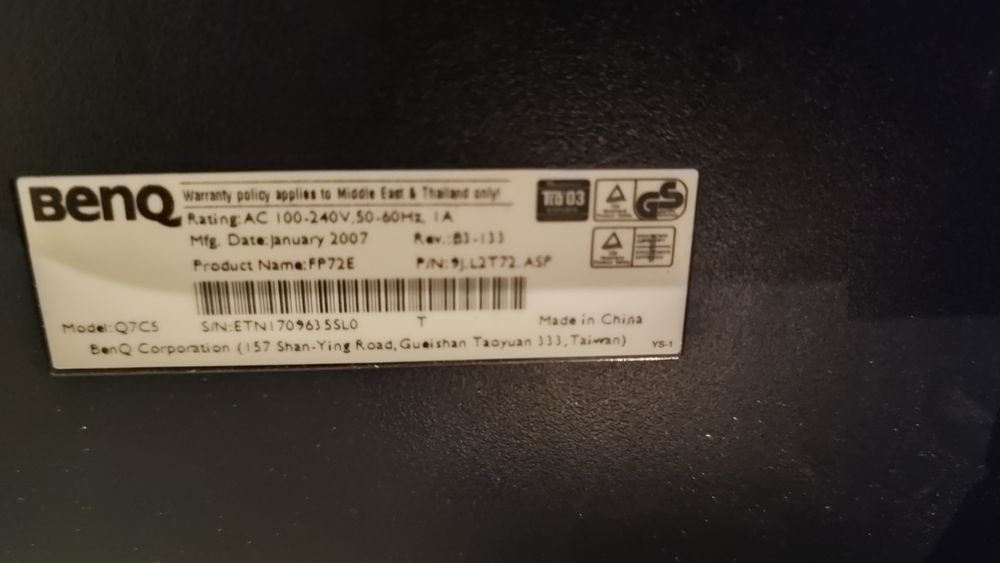 BenQ
Warranty policy applies to Middle East & Thailand only!
Rating:AC 100-240V,50-60Hz, 1A
Mfg. Date:January 2007 Rev.:B3-133
Product Name:FP72E P/N:9J.L2T72.ASP
Model:Q7C5 S/N:ETN1709635SL0 T Made in China
BenQ Corporation (157 Shan-Ying Road,Gueishan Taoyuan 333,Taiwan) YS-1
TCO 03
GS